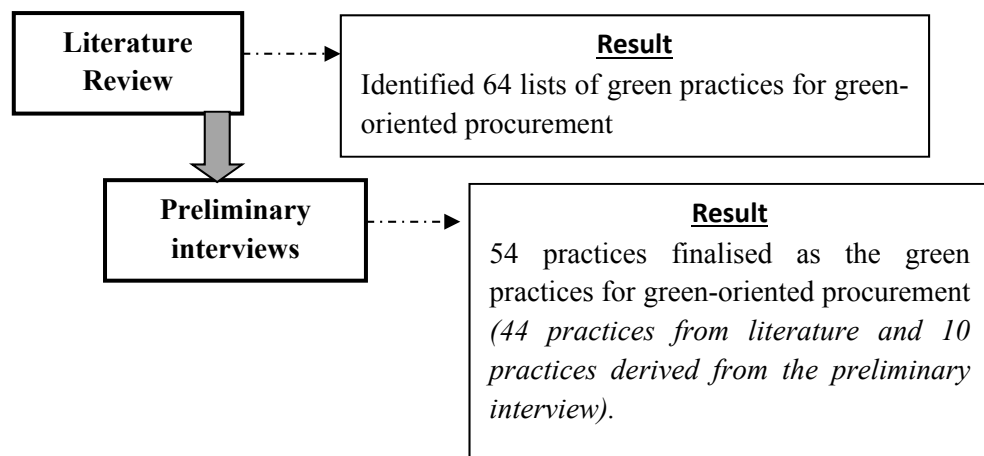 Literature
Review
Result
Identified 64 lists of green practices for green-
oriented procurement
Preliminary
interviews
Result
54 practices finalised as the green
practices for green-oriented procurement
(44 practices from literature and 10
practices derived from the preliminary
interview).